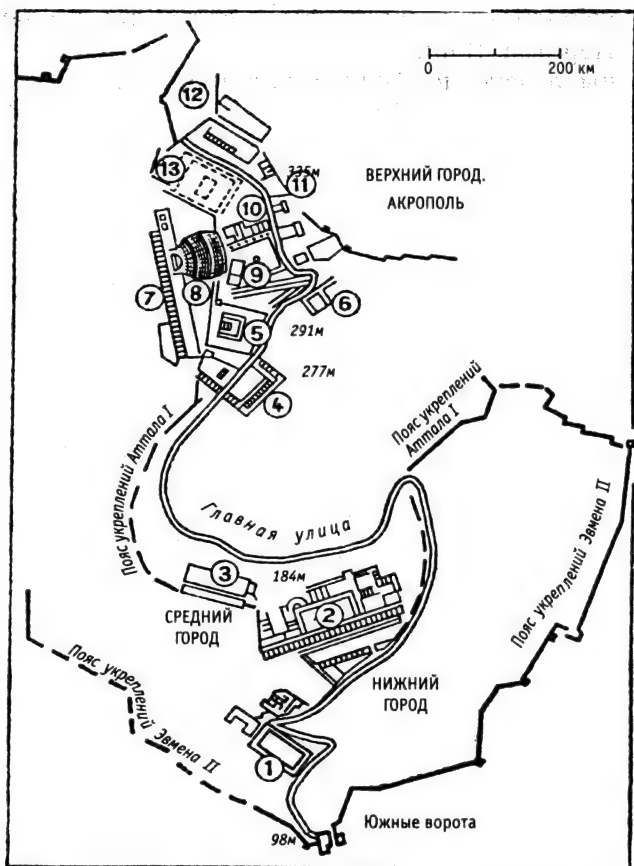 0
200 км
12
335м
13
11
ВЕРХНИЙ ГОРОД.
АКРОПОЛЬ
10
7
8
9
6
5
291м
277м
4
Пояс укреплений
Аттала I
Пояс укреплений Аттала I
Главная улица
Пояс укреплений Эвмена II
3
184м
2
СРЕДНИЙ
ГОРОД
НИЖНИЙ
ГОРОД
Пояс укреплений Эвмена II
1
Южные ворота
98м